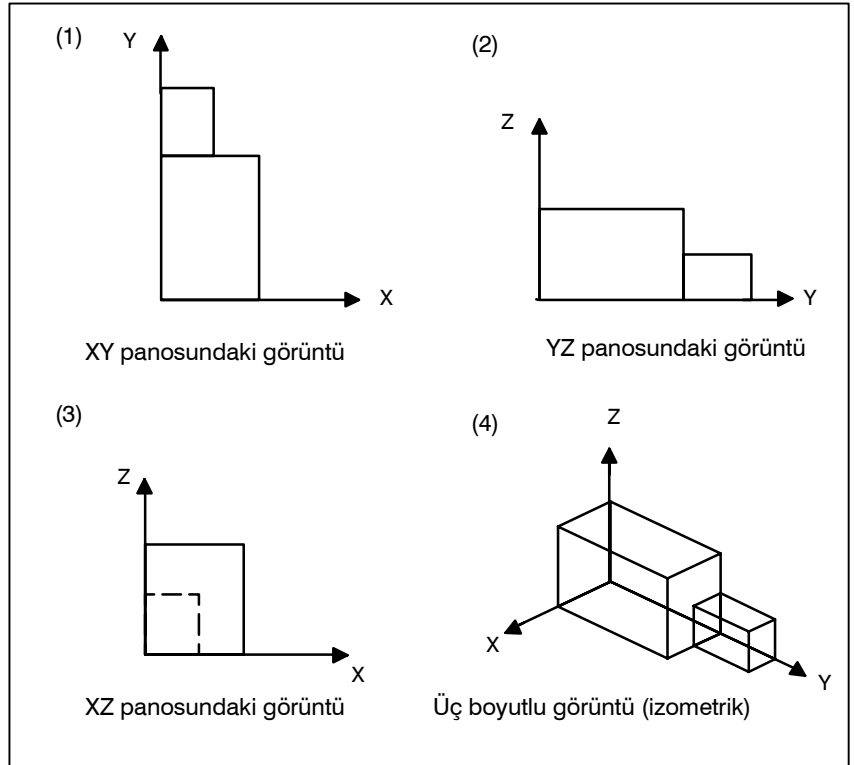 (1)
Y
X
XY panosundaki görüntü
(2)
Z
Y
YZ panosundaki görüntü
(3)
Z
X
XZ panosundaki görüntü
(4)
Z
X
Y
Üç boyutlu görüntü (izometrik)